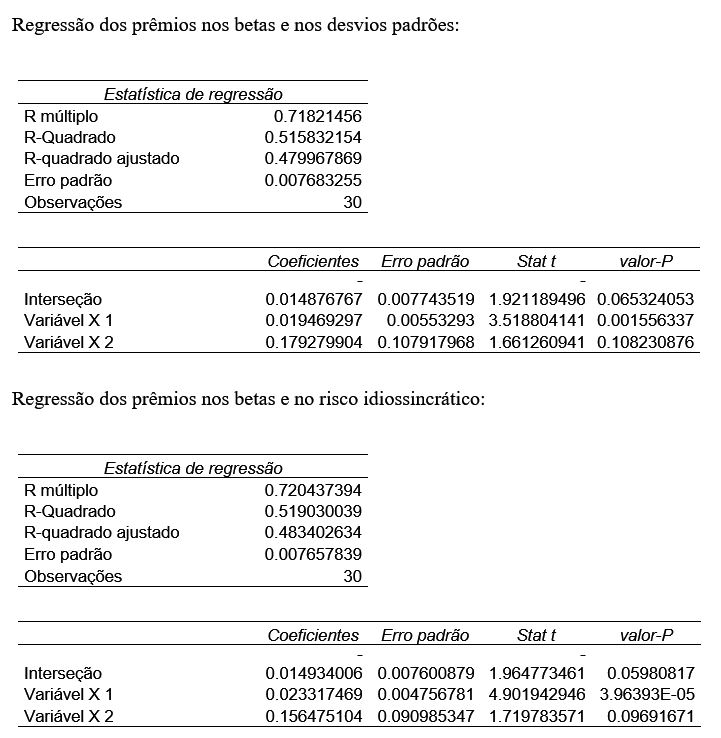 Regressão dos prêmios nos betas e nos desvios padrões:
Estatística de regressão
R múltiplo 0.71821456
R-Quadrado 0.515832154
R-quadrado ajustado 0.479967869
Erro padrão 0.007683255
Observações 30
Coeficientes Erro padrão Stat t valor-P
- -
Interseção 0.014876767 0.007743519 1.921189496 0.065324053
Variável X 1 0.019469297 0.00553293 3.518804141 0.001556337
Variável X 2 0.179279904 0.107917968 1.661260941 0.108230876
Regressão dos prêmios nos betas e no risco idiossincrático:
Estatística de regressão
R múltiplo 0.720437394
R-Quadrado 0.519030039
R-quadrado ajustado 0.483402634
Erro padrão 0.007657839
Observações 30
Coeficientes Erro padrão Stat t valor-P
- -
Interseção 0.014934006 0.007600879 1.964773461 0.05980817
Variável X 1 0.023317469 0.004756781 4.901942946 3.96393E-05
Variável X 2 0.156475104 0.090985347 1.719783571 0.09691671